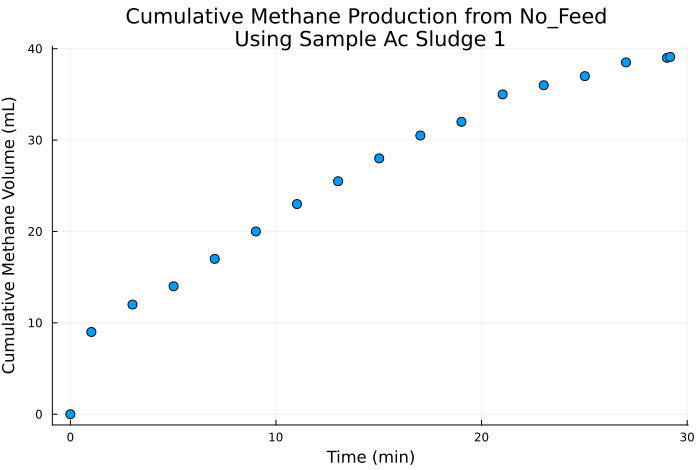 Cumulative Methane Production from No_Feed
Using Sample Ac Sludge 1
Cumulative Methane Volume (mL)
40
30
20
10
0
0
10
20
30
Time (min)